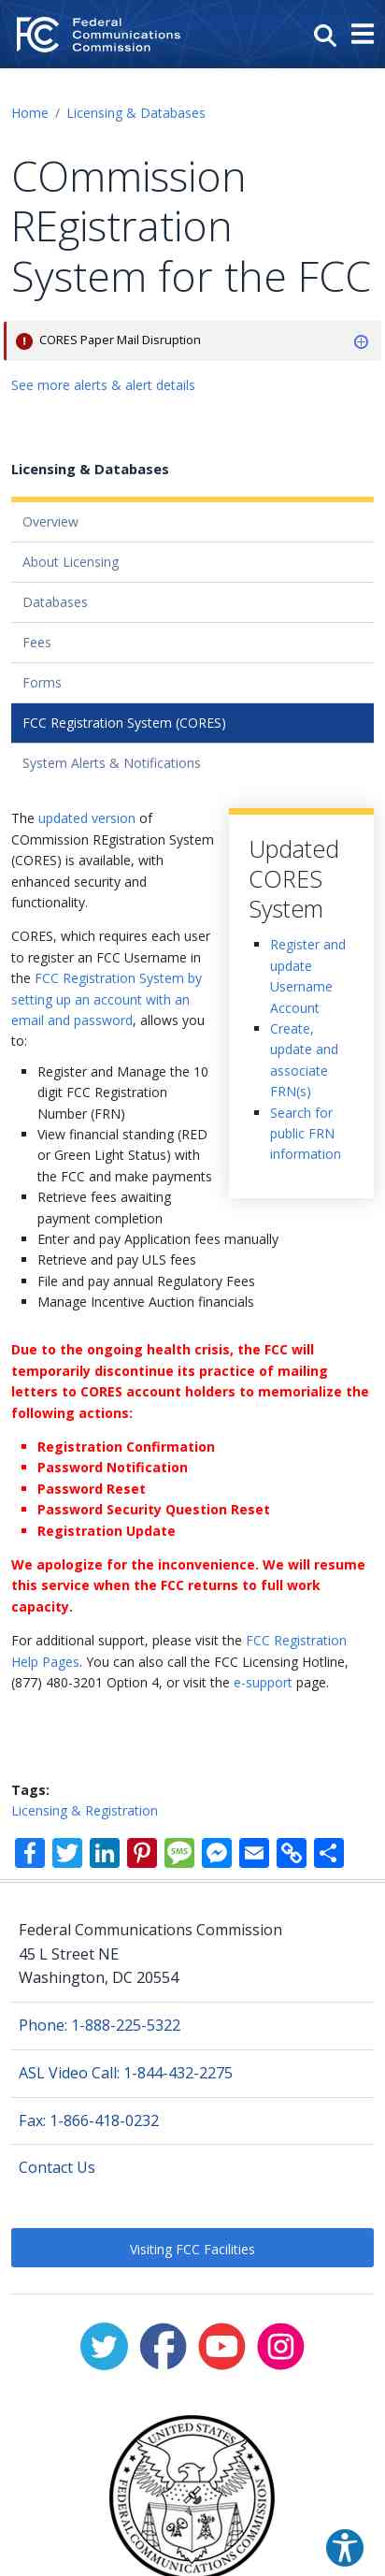 Federal
Communications
Commission
Home / Licensing & Databases
COmmission
REgistration
System for the FCC
! CORES Paper Mail Disruption
See more alerts & alert details
Licensing & Databases
Overview
About Licensing
Databases
Fees
Forms
FCC Registration System (CORES)
System Alerts & Notifications
The updated version of
COmmission REgistration System
(CORES) is available, with
enhanced security and
functionality.
CORES, which requires each user
to register an FCC Username in
the FCC Registration System by
setting up an account with an
email and password, allows you
to:
Register and Manage the 10
digit FCC Registration
Number (FRN)
View financial standing (RED
or Green Light Status) with
the FCC and make payments
Retrieve fees awaiting
payment completion
Enter and pay Application fees manually
Retrieve and pay ULS fees
File and pay annual Regulatory Fees
Manage Incentive Auction financials
Updated
CORES
System
Register and
update
Username
Account
Create,
update and
associate
FRN(s)
Search for
public FRN
information
Due to the ongoing health crisis, the FCC will
temporarily discontinue its practice of mailing
letters to CORES account holders to memorialize the
following actions:
Registration Confirmation
Password Notification
Password Reset
Password Security Question Reset
Registration Update
We apologize for the inconvenience. We will resume
this service when the FCC returns to full work
capacity.
For additional support, please visit the FCC Registration
Help Pages. You can also call the FCC Licensing Hotline,
(877) 480-3201 Option 4, or visit the e-support page.
Tags:
Licensing & Registration
SMS
Federal Communications Commission
45 L Street NE
Washington, DC 20554
Phone: 1-888-225-5322
ASL Video Call: 1-844-432-2275
Fax: 1-866-418-0232
Contact Us
Visiting FCC Facilities
UNITED STATES
FEDERAL COMMUNICATIONS COMMISSION